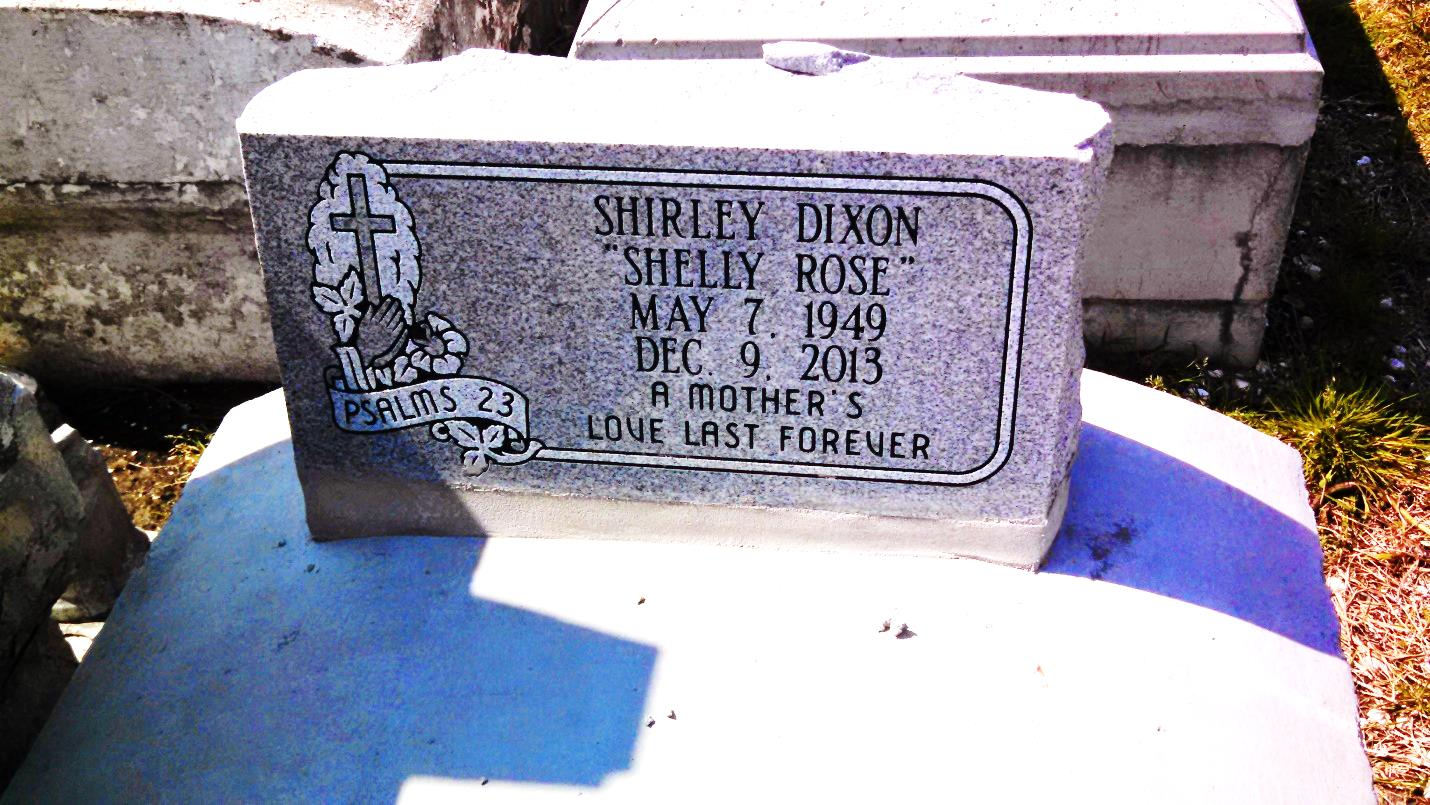 SHIRLEY DIXON
"SHELLY ROSE"
MAY 7, 1949
DEC. 9, 2013
A MOTHER'S
LOVE LAST FOREVER
PSALMS 23